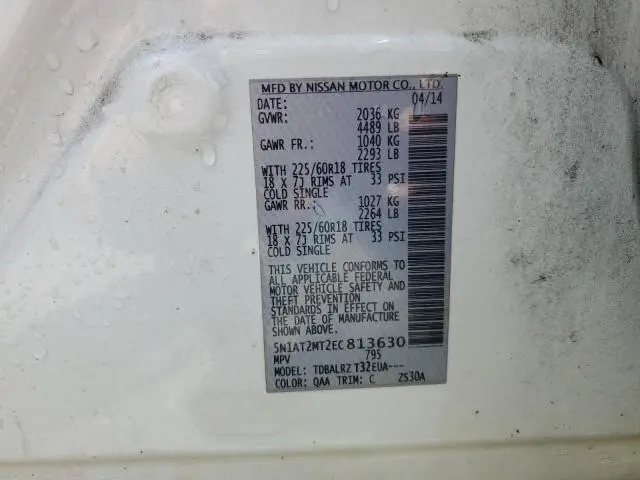 MFD BY NISSAN MOTOR CO., LTD.
DATE: 04/14
GVWR: 2036 KG
4489 LB
GAWR FR.: 1040 KG
2293 LB
WITH 225/60R18 TIRES
18 X 7J RIMS AT 33 PSI
COLD SINGLE
GAWR RR.: 1027 KG
2264 LB
WITH 225/60R18 TIRES
18 X 7J RIMS AT 33 PSI
COLD SINGLE
THIS VEHICLE CONFORMS TO
ALL APPLICABLE FEDERAL
MOTOR VEHICLE SAFETY AND
THEFT PREVENTION
STANDARDS IN EFFECT ON
THE DATE OF MANUFACTURE
SHOWN ABOVE.
5N1AT2MT2EC813630
MPV 795
MODEL: TDBALRZ T32EUA---
COLOR: QAA TRIM: C ZS30A